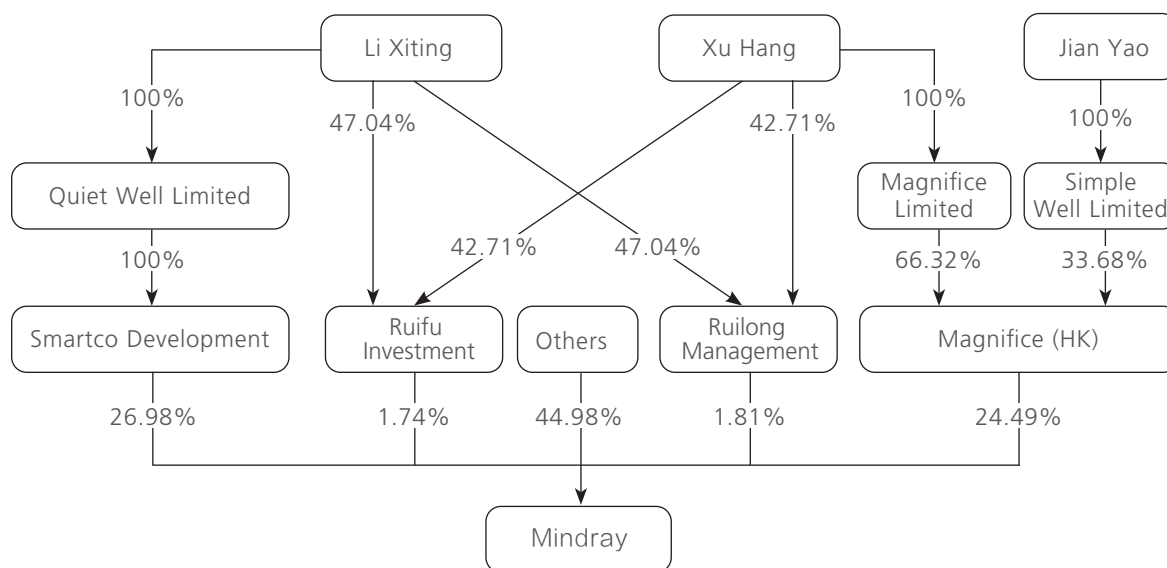 Li Xiting
Xu Hang
Jian Yao
100%
47.04%
42.71%
100%
100%
Quiet Well Limited
Magnifice
Limited
Simple
Well Limited
100%
42.71%
47.04%
66.32%
33.68%
Smartco Development
Ruifu
Investment
Others
Ruilong
Management
Magnifice (HK)
26.98%
1.74%
44.98%
1.81%
24.49%
Mindray